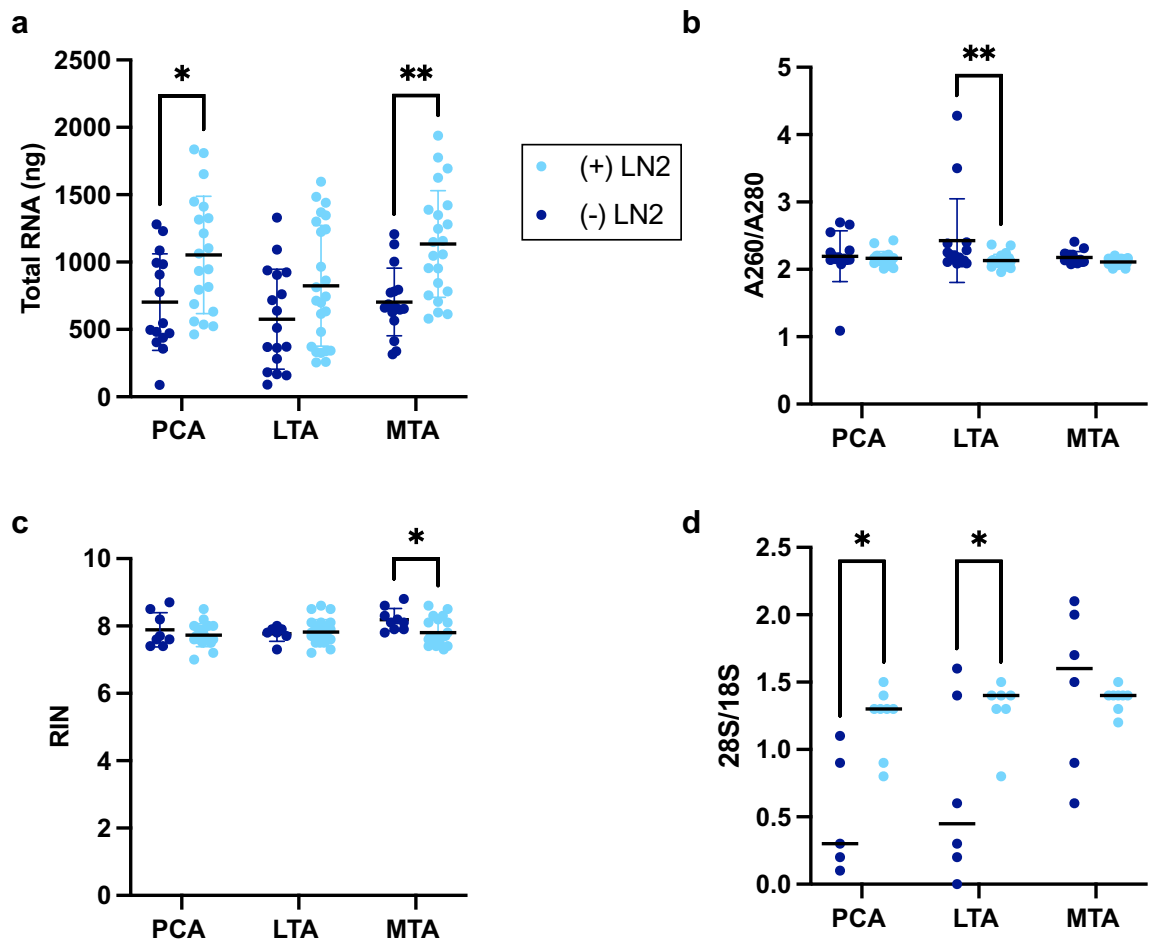 a
Total RNA (ng)
2500
2000
1500
1000
500
0
*
**
PCA LTA MTA
(+) LN2
(-) LN2
b
A260/A280
5
4
3
2
1
0
**
PCA LTA MTA
c
RIN
10
8
6
4
2
0
*
PCA LTA MTA
d
28S/18S
2.5
2.0
1.5
1.0
0.5
0.0
*
*
PCA LTA MTA